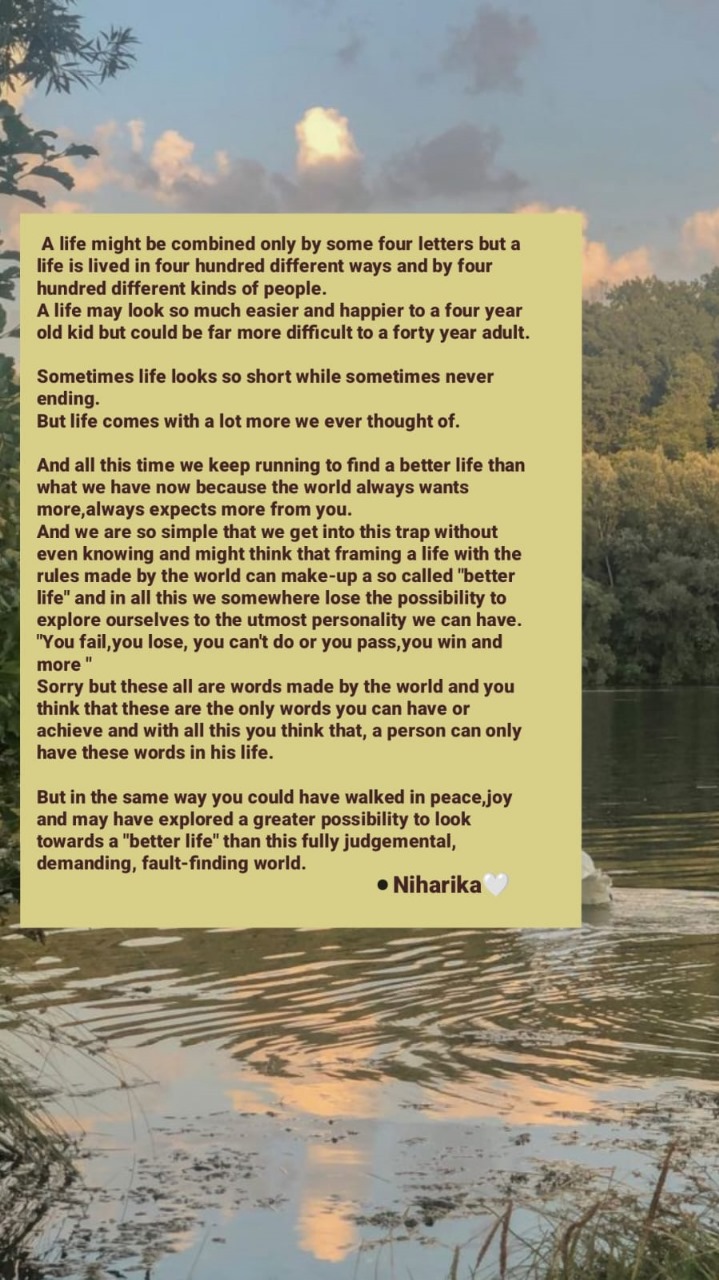 A life might be combined only by some four letters but a
life is lived in four hundred different ways and by four
hundred different kinds of people.
A life may look so much easier and happier to a four year
old kid but could be far more difficult to a forty year adult.
Sometimes life looks so short while sometimes never
ending.
But life comes with a lot more we ever thought of.
And all this time we keep running to find a better life than
what we have now because the world always wants
more,always expects more from you.
And we are so simple that we get into this trap without
even knowing and might think that framing a life with the
rules made by the world can make-up a so called "better
life" and in all this we somewhere lose the possibility to
explore ourselves to the utmost personality we can have.
"You fail,you lose, you can't do or you pass,you win and
more "
Sorry but these all are words made by the world and you
think that these are the only words you can have or
achieve and with all this you think that, a person can only
have these words in his life.
But in the same way you could have walked in peace,joy
and may have explored a greater possibility to look
towards a "better life" than this fully judgemental,
demanding, fault-finding world.
• Niharika🤍